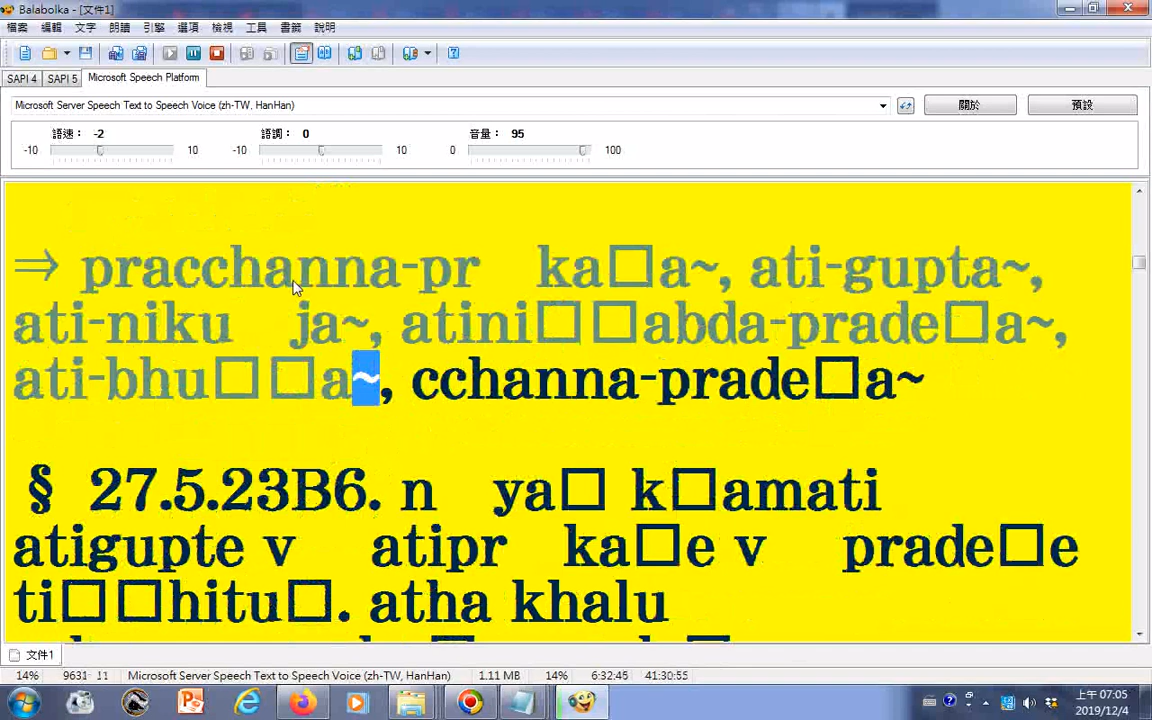 Balabolka - [文件1]
檔案 編輯 文字 朗讀 引擎 選項 檢視 工具 書籤 說明
SAPI 4 SAPI 5 Microsoft Speech Platform
Microsoft Server Speech Text to Speech Voice (zh-TW, HanHan)
關於 預設
語速： -2 語調： 0 音量： 95
-10 10 -10 10 0 100
⇒ pracchanna-pr ka□a~, ati-gupta~,
ati-niku ja~, atini□□abda-prade□a~,
ati-bhu□□a~, cchanna-prade□a~
§ 27.5.23B6. n ya□ k□amati
atigupte v atipr ka□e v prade□e
ti□□hitu□. atha khalu
文件1
14% 9631 11 Microsoft Server Speech Text to Speech Voice (zh-TW, HanHan) 1.11 MB 14% 6:32:45 41:30:55
上午 07:05
2019/12/4